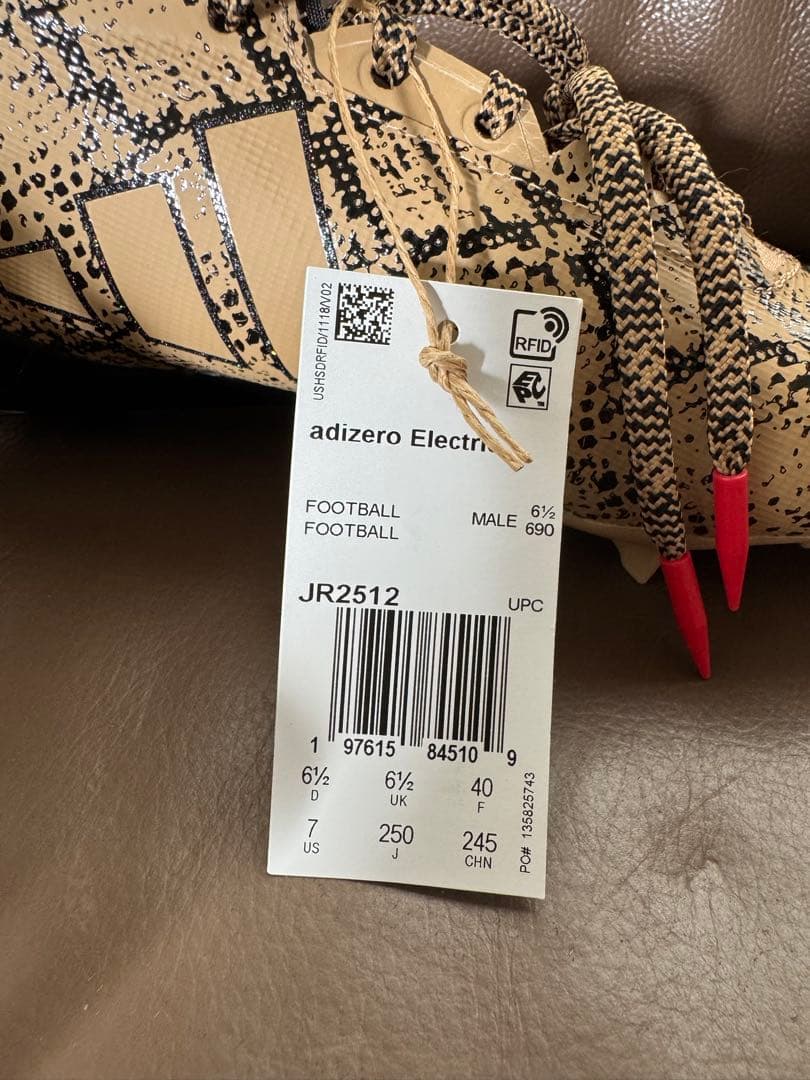 USHSDRFID/1118/V02
RFID
EPC
adizero
FOOTBALL
FOOTBALL
MALE 6½
690
JR2512
UPC
1 97615 84510 9
6½ 6½ 40
D UK F
7 250 245
US J CHN
PO# 135825743